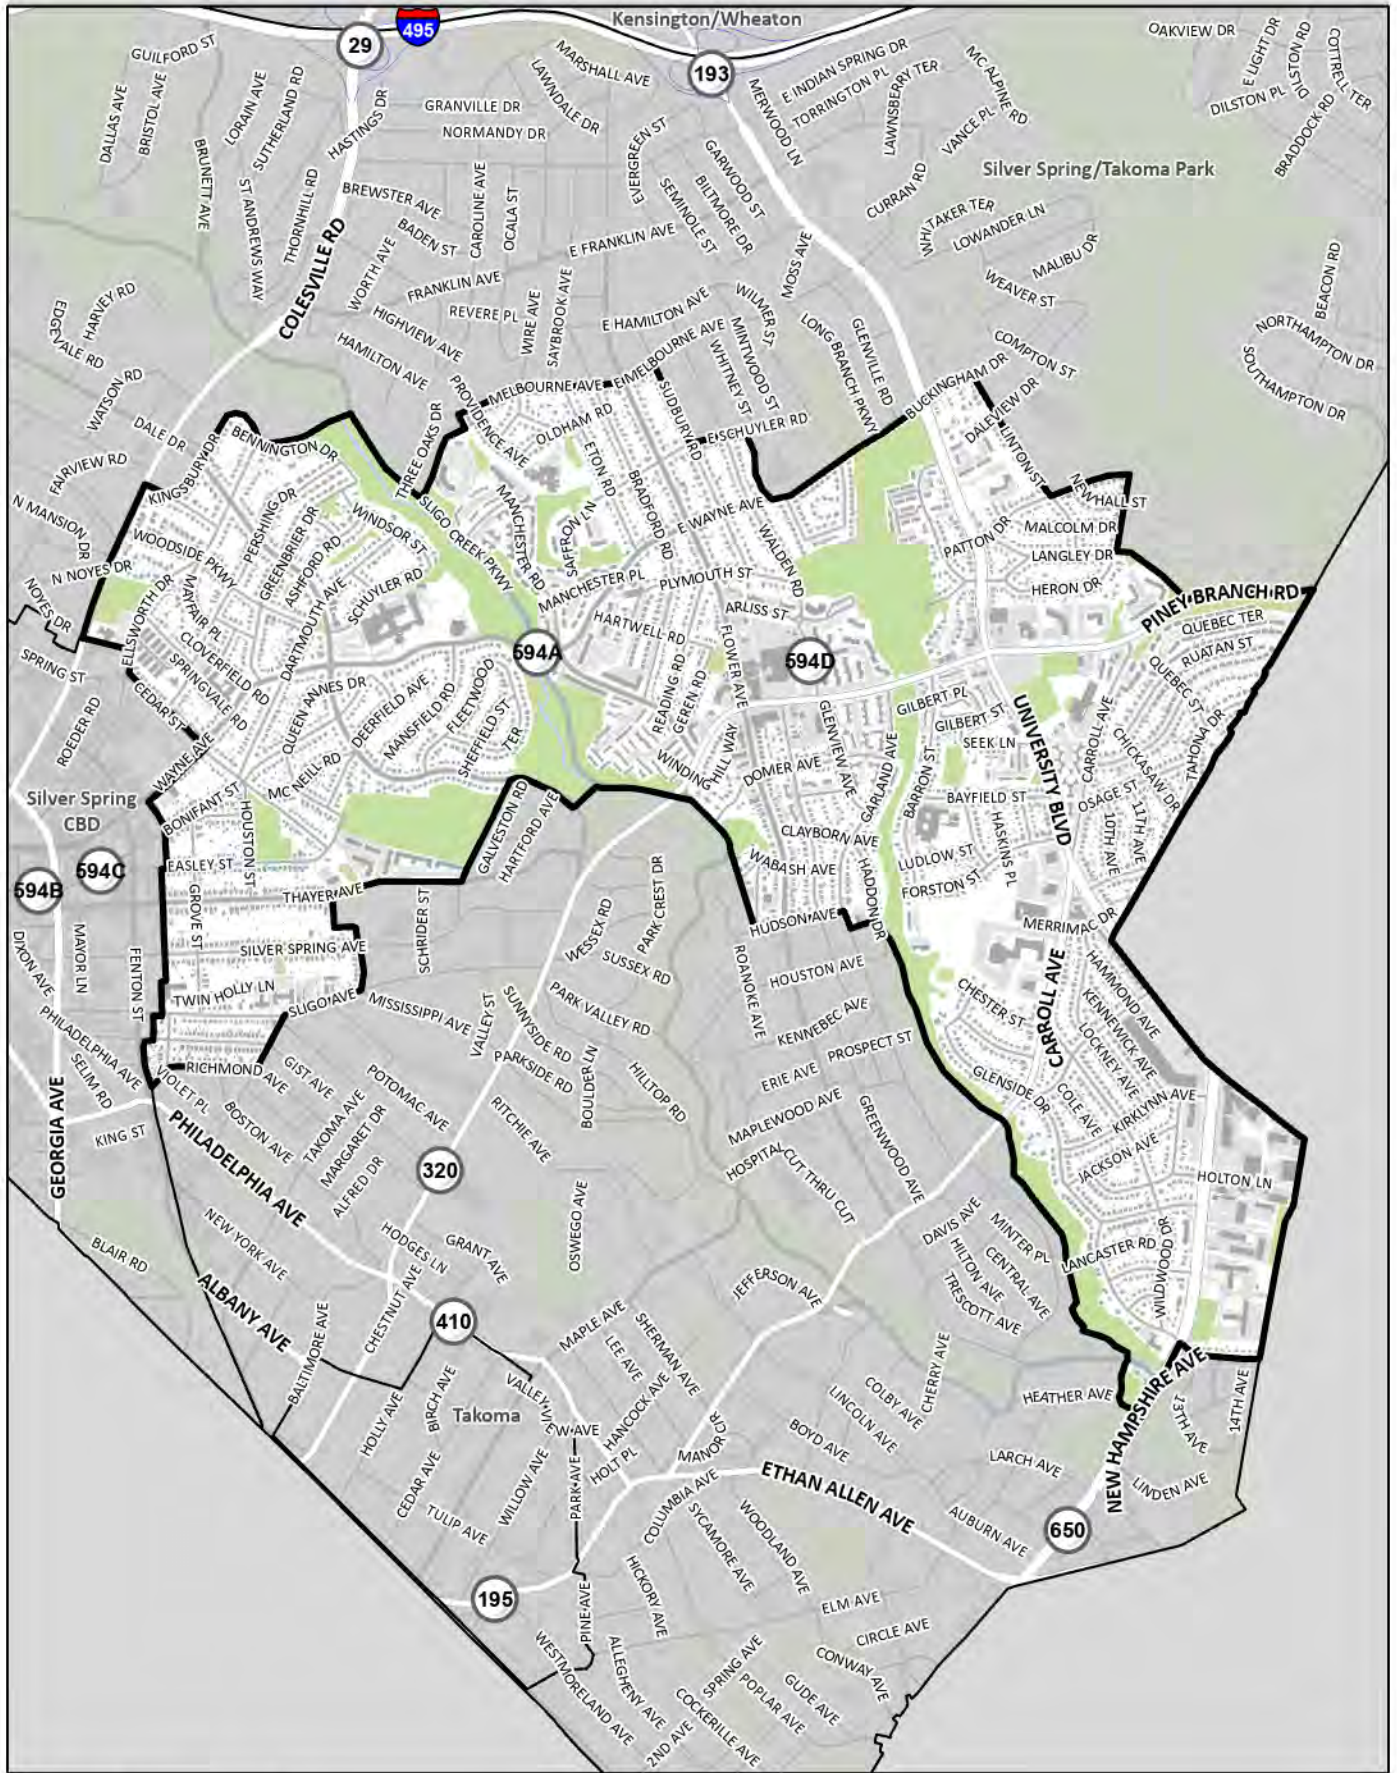 Kensington/Wheaton
495
29
193
GUILFORD ST
DALLAS AVE
BRISTOL AVE
BRUNETT AVE
LORAIN AVE
SUTHERLAND RD
ST ANDREWS WAY
THORNHILL RD
HASTINGS DR
GRANVILLE DR
NORMANDY DR
MARSHALL AVE
LAWNDALE DR
EVERGREEN ST
SEMINOLE ST
BILTMORE DR
GARWOOD ST
MERWOOD LN
E INDIAN SPRING DR
TORRINGTON PL
LAWNSBERRY TER
VANCE PL
MC ALPINE RD
OAKVIEW DR
E LIGHT DR
DILSTON RD
COTTRELL TER
DILSTON PL
BRADDOCK RD
Silver Spring/Takoma Park
CURRAN RD
WHITAKER TER
LOWANDER LN
MALIBU DR
WEAVER ST
BEACON RD
NORTHAMPTON DR
SOUTHAMPTON DR
COMPTON ST
BREWSTER AVE
BADEN ST
CAROLINE AVE
OCALA ST
E FRANKLIN AVE
FRANKLIN AVE
WORTH AVE
REVERE PL
WIRE AVE
SAYBROOK AVE
E HAMILTON AVE
WILMER ST
MOSS AVE
LONG BRANCH PKWY
GLENVILLE RD
COLESVILLE RD
HIGHVIEW AVE
HAMILTON AVE
HARVEY RD
EDGEVALE RD
WATSON RD
DALE DR
FAIRVIEW RD
N MANSION DR
N NOYES DR
NOYES DR
KINGSBURY DR
BENNINGTON DR
THREE OAKS DR
PROVIDENCE AVE
MELBOURNE AVE
E MELBOURNE AVE
SUDBURY RD
WHITNEY ST
MINTWOOD ST
E SCHUYLER RD
BUCKINGHAM DR
DALEVIEW DR
LINTON ST
NEW HALL ST
OLDHAM RD
ETON RD
BRADFORD RD
E WAYNE AVE
WALDEN RD
SLIGO CREEK PKWY
MANCHESTER RD
SAFFRON LN
MANCHESTER PL
PLYMOUTH ST
ARLISS ST
HARTWELL RD
READING RD
GEREN RD
FLOWER AVE
PATTON DR
MALCOLM DR
LANGLEY DR
HERON DR
PINEY BRANCH RD
QUEBEC TER
RUATAN ST
QUEBEC ST
TAHONA DR
CHICKASAW DR
WOODSIDE PKWY
PERSHING DR
GREENBRIER DR
ASHFORD RD
WINDSOR ST
SCHUYLER RD
DARTMOUTH AVE
MAYFAIR PL
ELLSWORTH DR
CLOVERFIELD RD
SPRINGVALE RD
CEDAR ST
SPRING ST
ROEDER RD
WAYNE AVE
QUEEN ANNES DR
DEERFIELD AVE
MANSFIELD RD
FLEETWOOD TER
SHEFFIELD ST
MC NEILL RD
594A
594D
GILBERT PL
GILBERT ST
SEEK LN
UNIVERSITY BLVD
CARROLL AVE
WINDING HILL WAY
DOMER AVE
GLENVIEW AVE
GARLAND AVE
BARRON ST
BAYFIELD ST
HASKINS PL
OSAGE ST
10TH AVE
11TH AVE
CLAYBORN AVE
WABASH AVE
HADDON DR
LUDLOW ST
FORSTON ST
HUDSON AVE
MERRIMAC DR
Silver Spring
CBD
594B
594C
BONIFANT ST
HOUSTON ST
EASLEY ST
GROVE ST
THAYER AVE
SILVER SPRING AVE
TWIN HOLLY LN
SLIGO AVE
RICHMOND AVE
DIXON AVE
MAYOR LN
FENTON ST
PHILADELPHIA AVE
SELIM RD
GEORGIA AVE
KING ST
VIOLET PL
GALVESTON RD
HARTFORD AVE
SCHRIDER ST
MISSISSIPPI AVE
VALLEY ST
SUNNYSIDE RD
PARKSIDE RD
WESSEX RD
PARK CREST DR
SUSSEX RD
PARK VALLEY RD
BOULDER LN
HILLTOP RD
ROANOKE AVE
HOUSTON AVE
KENNEBEC AVE
PROSPECT ST
ERIE AVE
MAPLEWOOD AVE
GREENWOOD AVE
HOSPITAL CUT THRU CUT
CHESTER ST
GLENSIDE DR
CARROLL AVE
HAMMOND AVE
KENNEWICK AVE
LOCKNEY AVE
COLE AVE
KIRKLYNN AVE
JACKSON AVE
HOLTON LN
LANCASTER RD
WILDWOOD DR
GIST AVE
POTOMAC AVE
BOSTON AVE
TAKOMA AVE
MARGARET DR
ALFRED DR
RITCHIE AVE
PHILADELPHIA AVE
320
OSWEGO AVE
HODGES LN
GRANT AVE
NEW YORK AVE
BLAIR RD
ALBANY AVE
BALTIMORE AVE
CHESTNUT AVE
410
MAPLE AVE
LEE AVE
SHERMAN AVE
JEFFERSON AVE
DAVIS AVE
MINTER PL
HILTON AVE
CENTRAL AVE
TRESCOTT AVE
HANCOCK AVE
HOLLY AVE
BIRCH AVE
VALLEY VIEW AVE
Takoma
CEDAR AVE
TULIP AVE
WILLOW AVE
PARK AVE
HOLT PL
MANOR CIR
COLUMBIA AVE
SYCAMORE AVE
WOODLAND AVE
BOYD AVE
LINCOLN AVE
COLBY AVE
CHERRY AVE
HEATHER AVE
NEW HAMPSHIRE AVE
13TH AVE
14TH AVE
LARCH AVE
LINDEN AVE
ETHAN ALLEN AVE
AUBURN AVE
650
195
PINE AVE
HICKORY AVE
ELM AVE
CIRCLE AVE
CONWAY AVE
WESTMORELAND AVE
ALLEGHENY AVE
SPRING AVE
POPLAR AVE
GUDE AVE
2ND AVE
COCKERILLE AVE